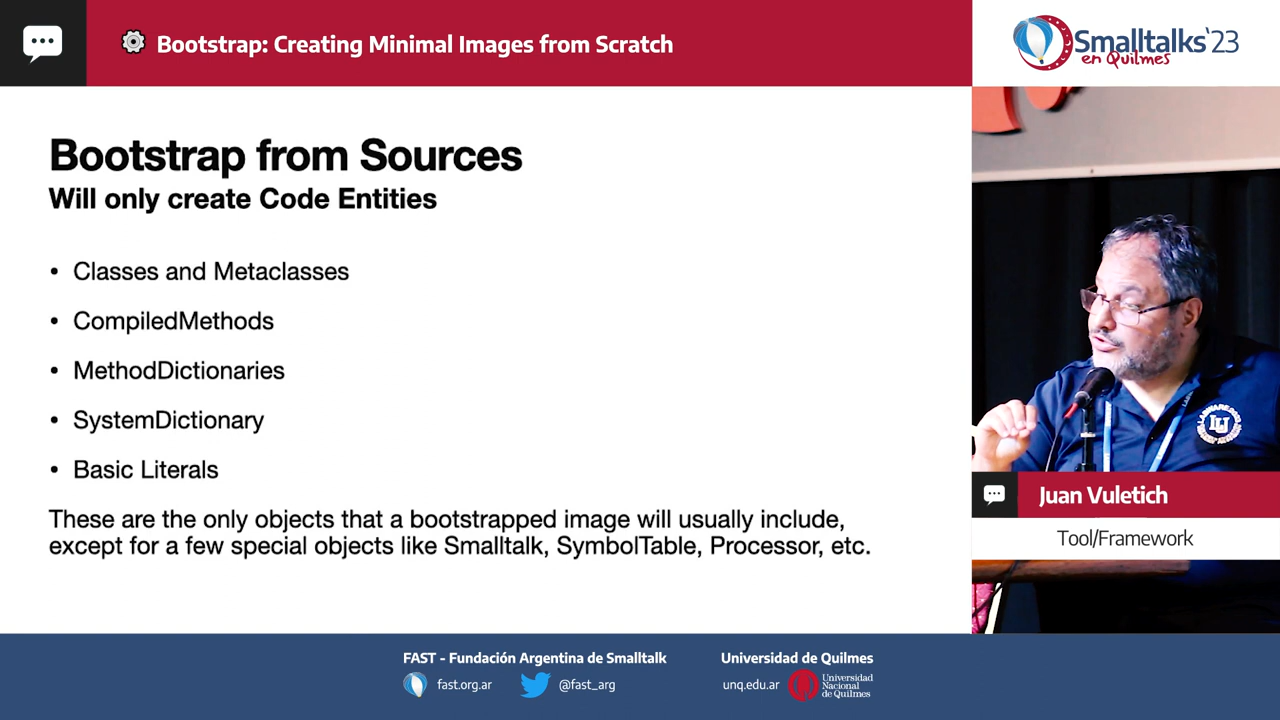 Bootstrap: Creating Minimal Images from Scratch
Smalltalks'23
en Quilmes
Bootstrap from Sources
Will only create Code Entities
• Classes and Metaclasses
• CompiledMethods
• MethodDictionaries
• SystemDictionary
• Basic Literals
These are the only objects that a bootstrapped image will usually include,
except for a few special objects like Smalltalk, SymbolTable, Processor, etc.
Juan Vuletich
Tool/Framework
FAST - Fundación Argentina de Smalltalk
fast.org.ar
@fast_arg
Universidad de Quilmes
unq.edu.ar
Universidad
Nacional
de Quilmes